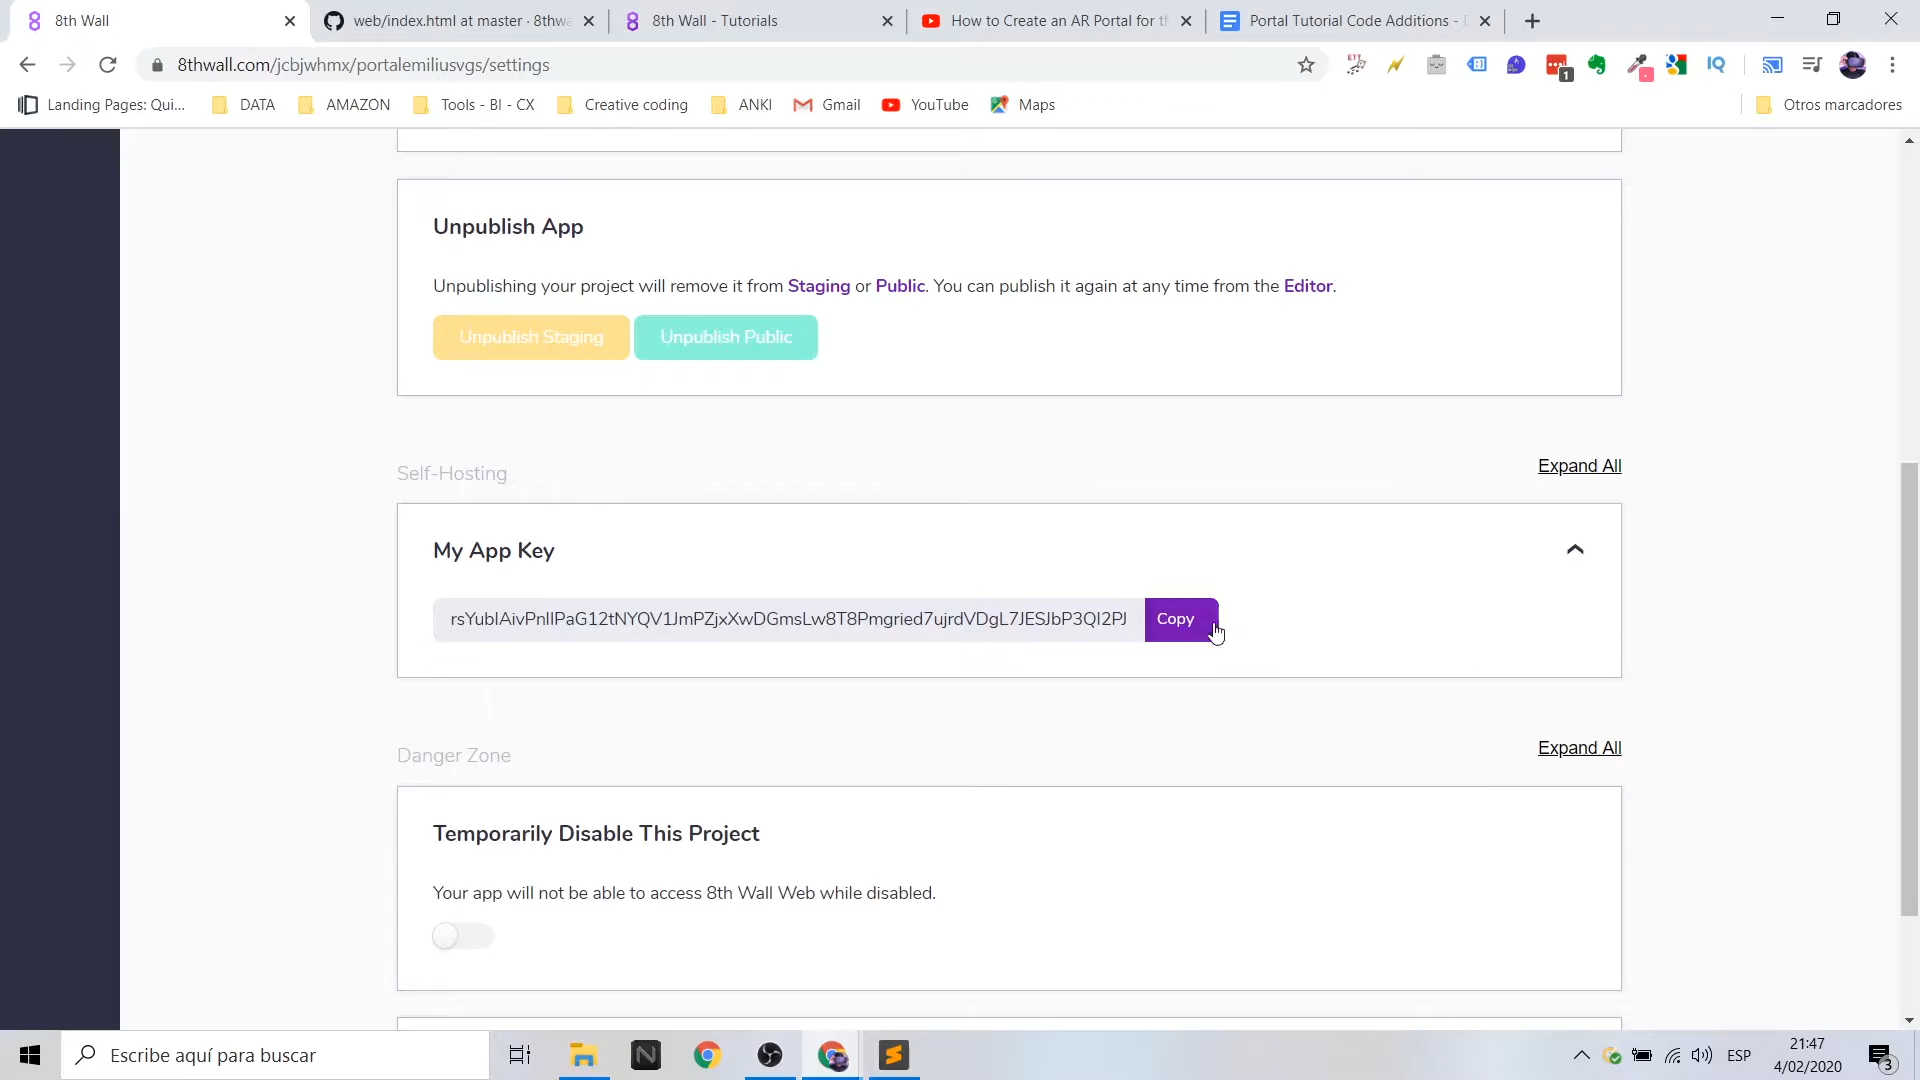 8th Wall
web/index.html at master · 8thwa
8th Wall - Tutorials
How to Create an AR Portal for th
Portal Tutorial Code Additions -
8thwall.com/jcbjwhmx/portalemiliusvgs/settings
Landing Pages: Qui...
DATA
AMAZON
Tools - BI - CX
Creative coding
ANKI
Gmail
YouTube
Maps
Otros marcadores
Unpublish App
Unpublishing your project will remove it from Staging or Public. You can publish it again at any time from the Editor.
Unpublish Staging
Unpublish Public
Self-Hosting
Expand All
My App Key
Copy
Danger Zone
Expand All
Temporarily Disable This Project
Your app will not be able to access 8th Wall Web while disabled.
Escribe aquí para buscar
ESP
21:47
4/02/2020
3